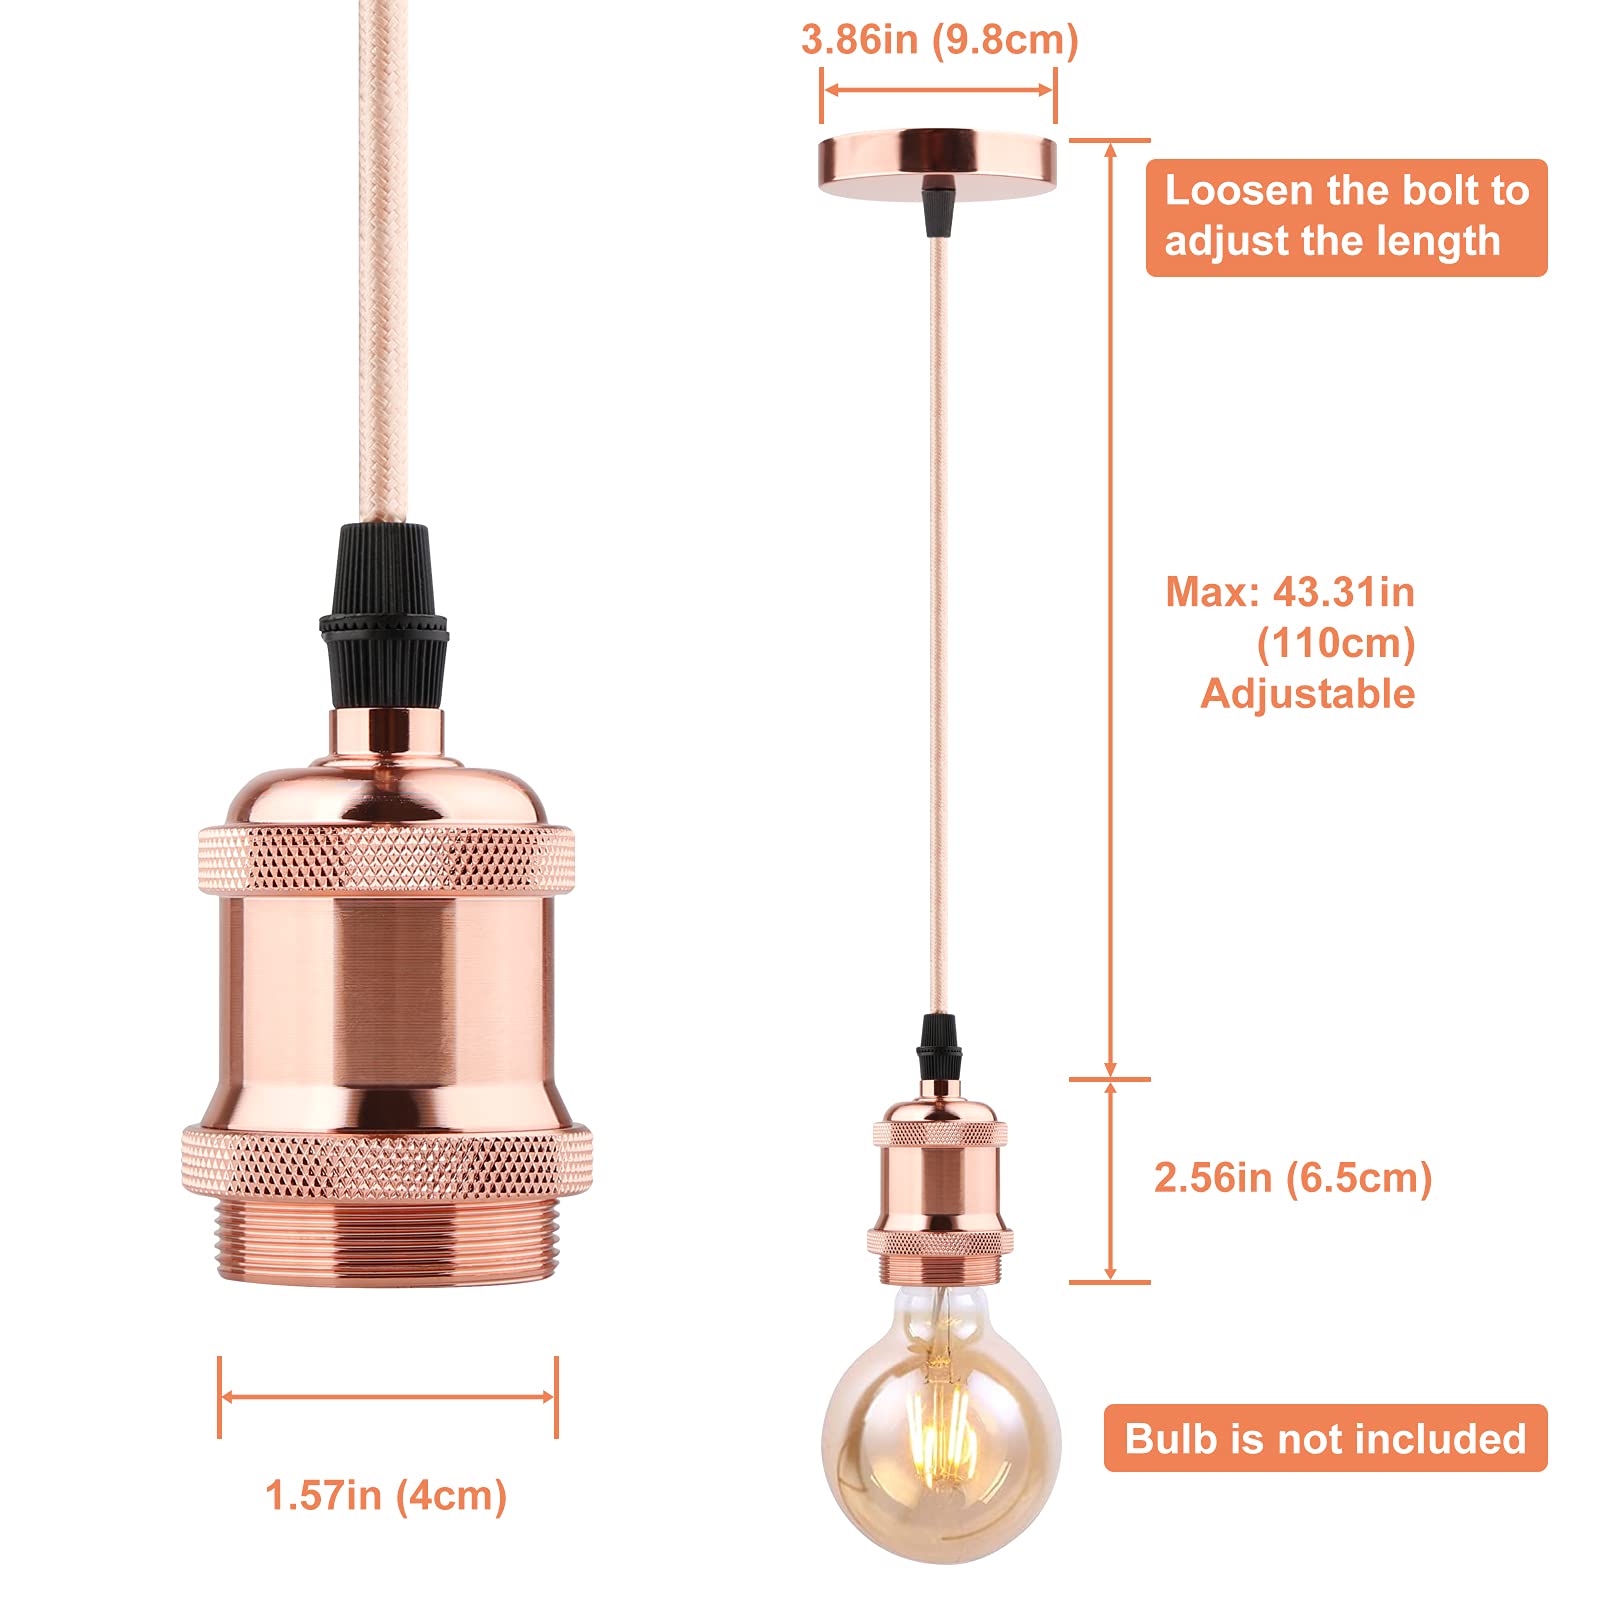 3.86in (9.8cm)
Loosen the bolt to
adjust the length
Max: 43.31in
(110cm)
Adjustable
2.56in (6.5cm)
Bulb is not included
1.57in (4cm)